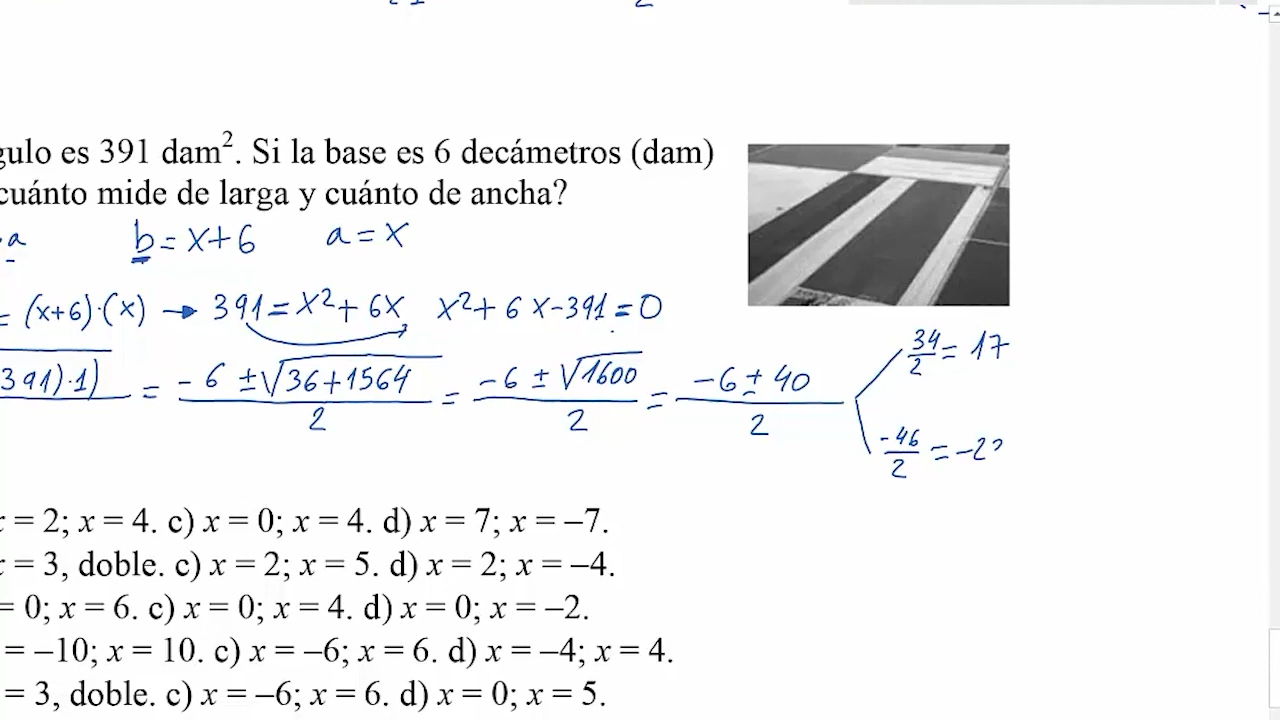 gulo es 391 dam². Si la base es 6 decámetros (dam)
cuánto mide de larga y cuánto de ancha?
· a b = x+6 a = x
= (x+6)·(x) → 391 = x² + 6x x² + 6x - 391 = 0
391)·1) = -6 ± √36+1564 / 2 = -6 ± √1600 / 2 = -6 ± 40 / 2
34/2 = 17
-46/2 = -2
x = 2; x = 4. c) x = 0; x = 4. d) x = 7; x = –7.
x = 3, doble. c) x = 2; x = 5. d) x = 2; x = –4.
= 0; x = 6. c) x = 0; x = 4. d) x = 0; x = –2.
= –10; x = 10. c) x = –6; x = 6. d) x = –4; x = 4.
= 3, doble. c) x = –6; x = 6. d) x = 0; x = 5.